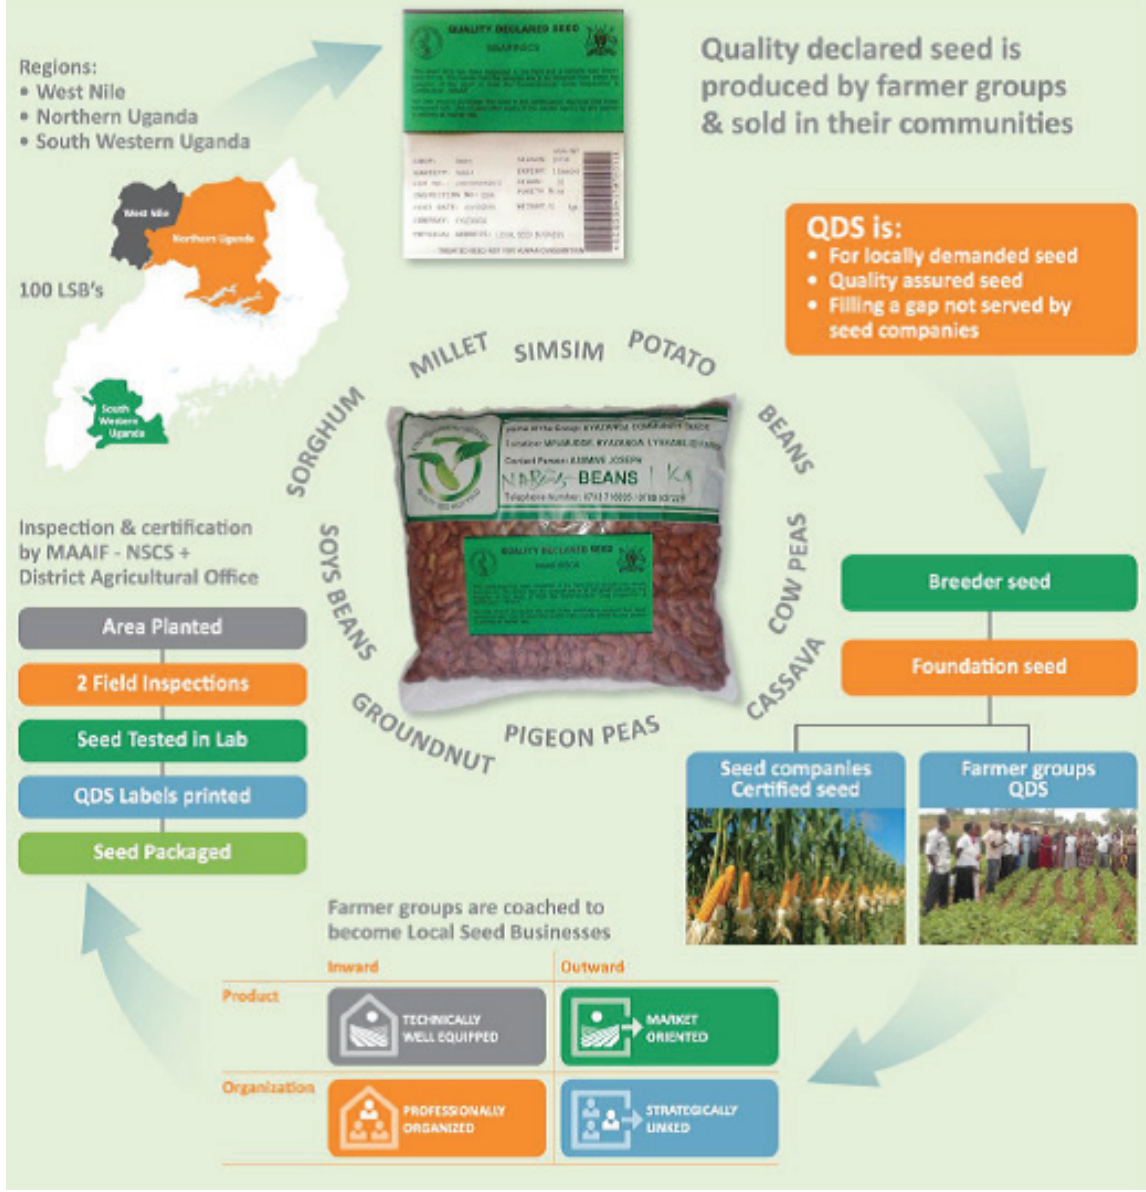 Regions:
• West Nile
• Northern Uganda
• South Western Uganda
West Nile
Northern Uganda
100 LSB's
South
Western
Uganda
QUALITY DECLARED SEED
Quality declared seed is
produced by farmer groups
& sold in their communities
QDS is:
• For locally demanded seed
• Quality assured seed
• Filling a gap not served by
seed companies
SORGHUM
MILLET
SIMSIM
POTATO
BEANS
COW PEAS
CASSAVA
PIGEON PEAS
GROUNDNUT
SOYS BEANS
Contact Person: JOSEPH
BEANS 1 Kg
Telephone Number:
QUALITY DECLARED SEED
Inspection & certification
by MAAIF - NSCS +
District Agricultural Office
Area Planted
2 Field Inspections
Seed Tested in Lab
QDS Labels printed
Seed Packaged
Breeder seed
Foundation seed
Seed companies
Certified seed
Farmer groups
QDS
Farmer groups are coached to
become Local Seed Businesses
Inward
Outward
Product
TECHNICALLY
WELL EQUIPPED
MARKET
ORIENTED
Organization
PROFESSIONALLY
ORGANIZED
STRATEGICALLY
LINKED